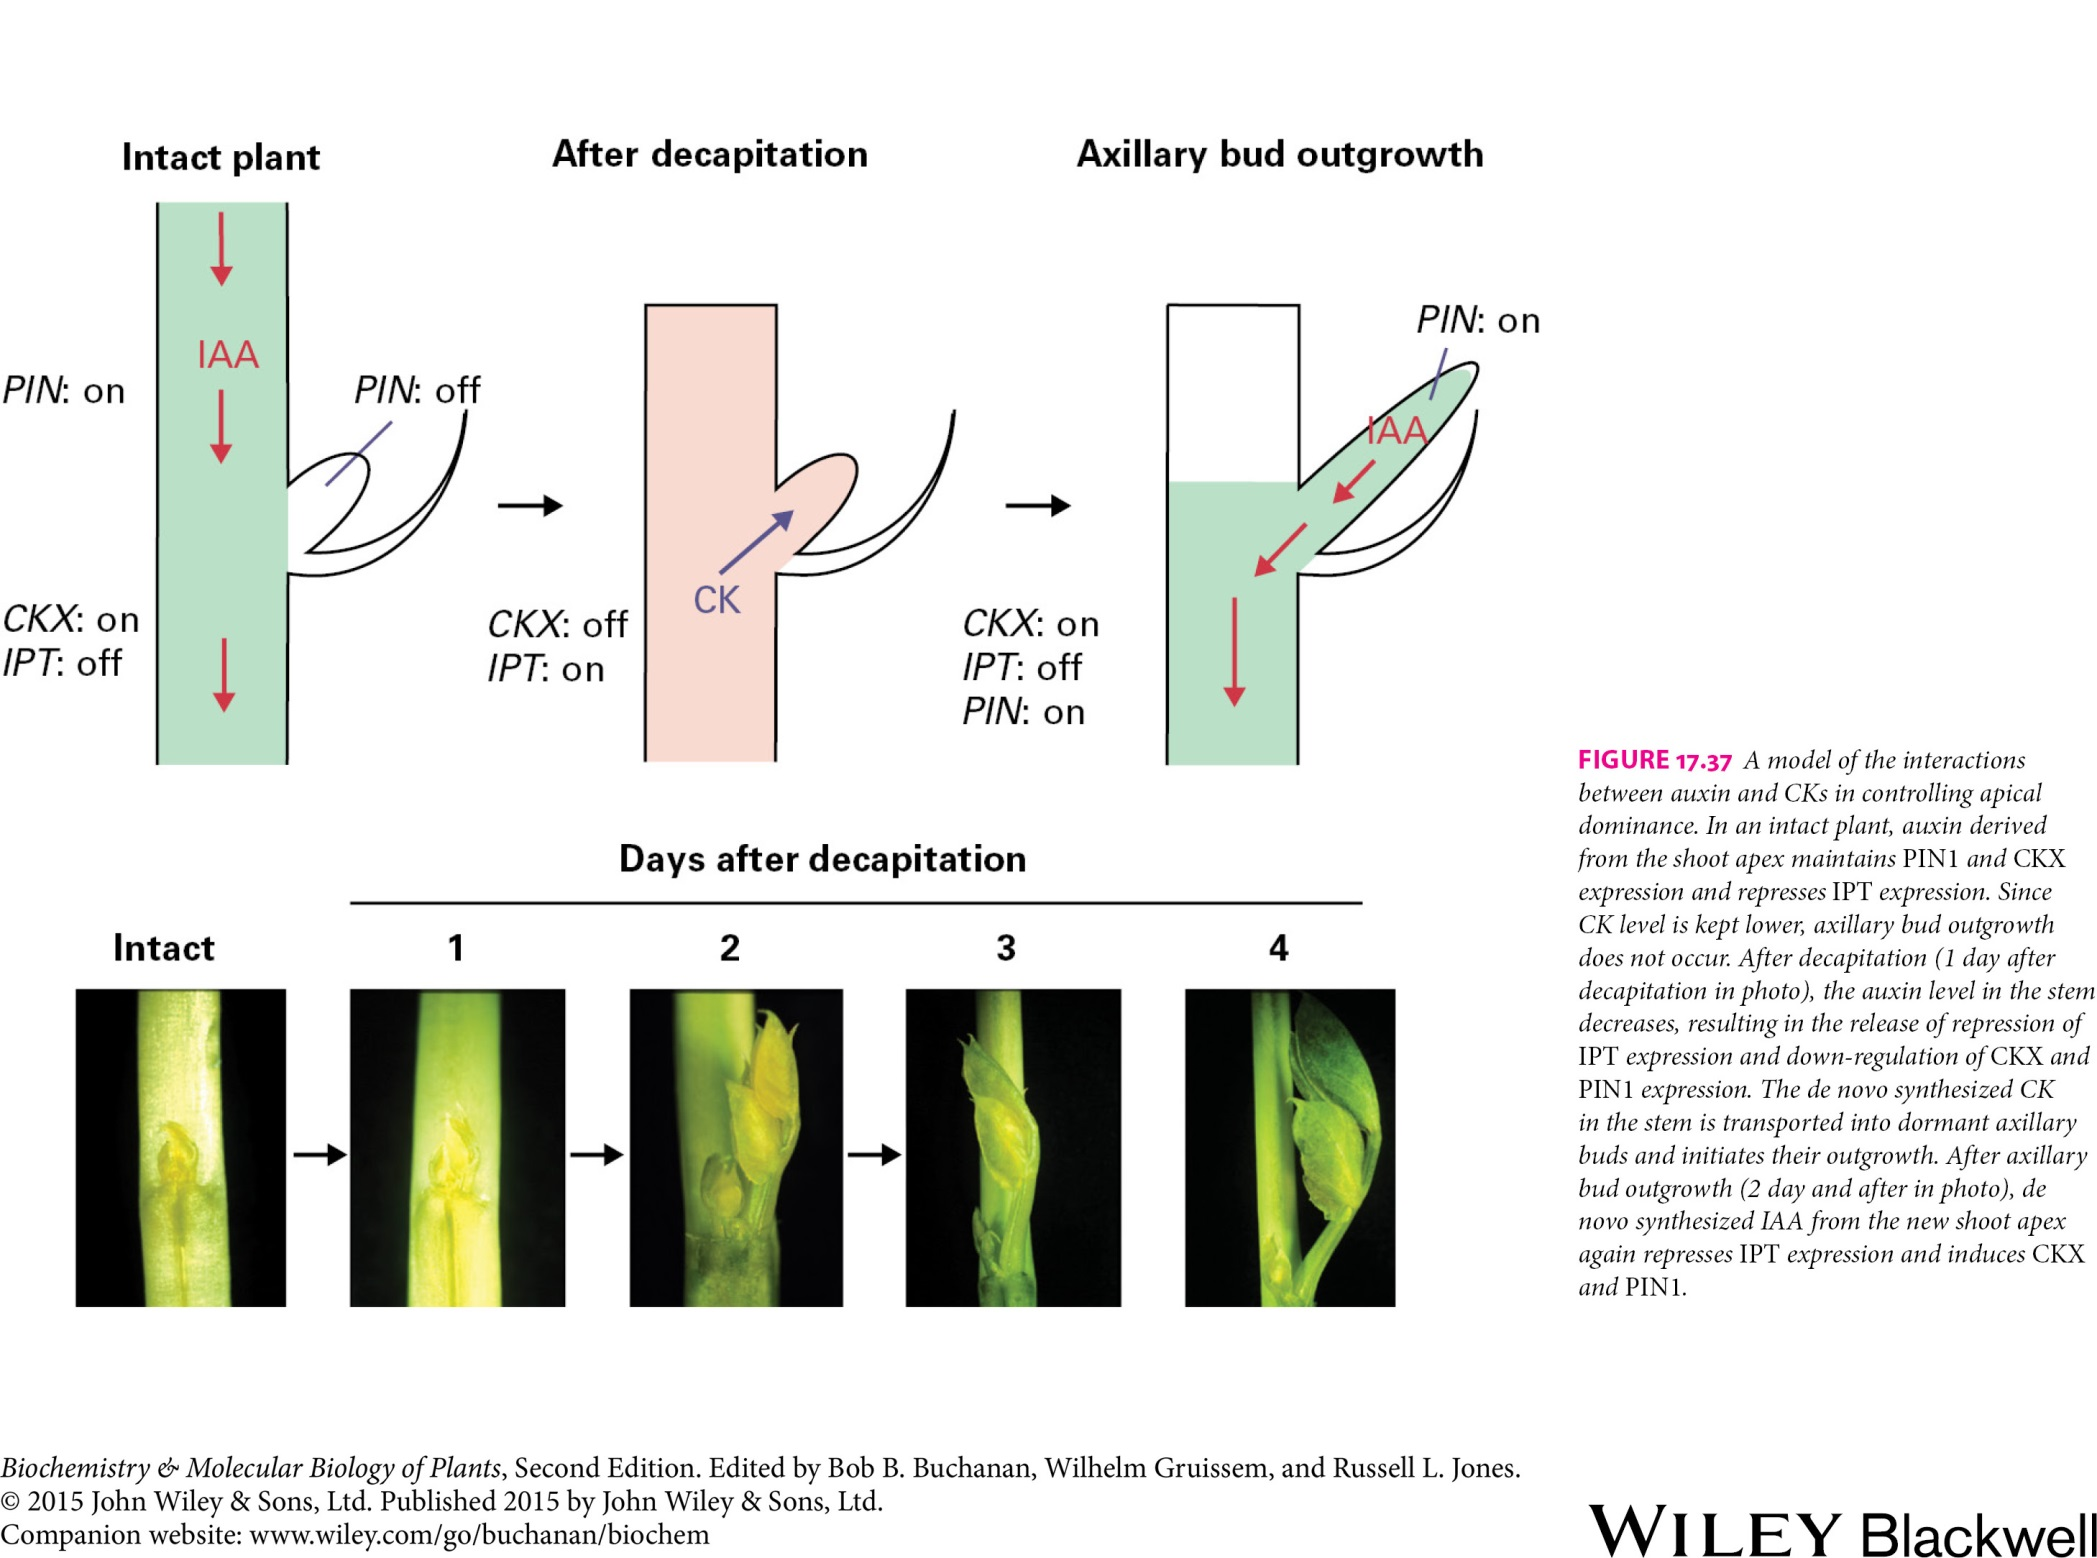 Intact plant
After decapitation
Axillary bud outgrowth
IAA
PIN: on
PIN: off
CKX: on
IPT: off
CK
CKX: off
IPT: on
PIN: on
IAA
CKX: on
IPT: off
PIN: on
Days after decapitation
Intact
1
2
3
4
FIGURE 17.37 A model of the interactions
between auxin and CKs in controlling apical
dominance. In an intact plant, auxin derived
from the shoot apex maintains PIN1 and CKX
expression and represses IPT expression. Since
CK level is kept lower, axillary bud outgrowth
does not occur. After decapitation (1 day after
decapitation in photo), the auxin level in the stem
decreases, resulting in the release of repression of
IPT expression and down-regulation of CKX and
PIN1 expression. The de novo synthesized CK
in the stem is transported into dormant axillary
buds and initiates their outgrowth. After axillary
bud outgrowth (2 day and after in photo), de
novo synthesized IAA from the new shoot apex
again represses IPT expression and induces CKX
and PIN1.
Biochemistry & Molecular Biology of Plants, Second Edition. Edited by Bob B. Buchanan, Wilhelm Gruissem, and Russell L. Jones.
© 2015 John Wiley & Sons, Ltd. Published 2015 by John Wiley & Sons, Ltd.
Companion website: www.wiley.com/go/buchanan/biochem
WILEY Blackwell